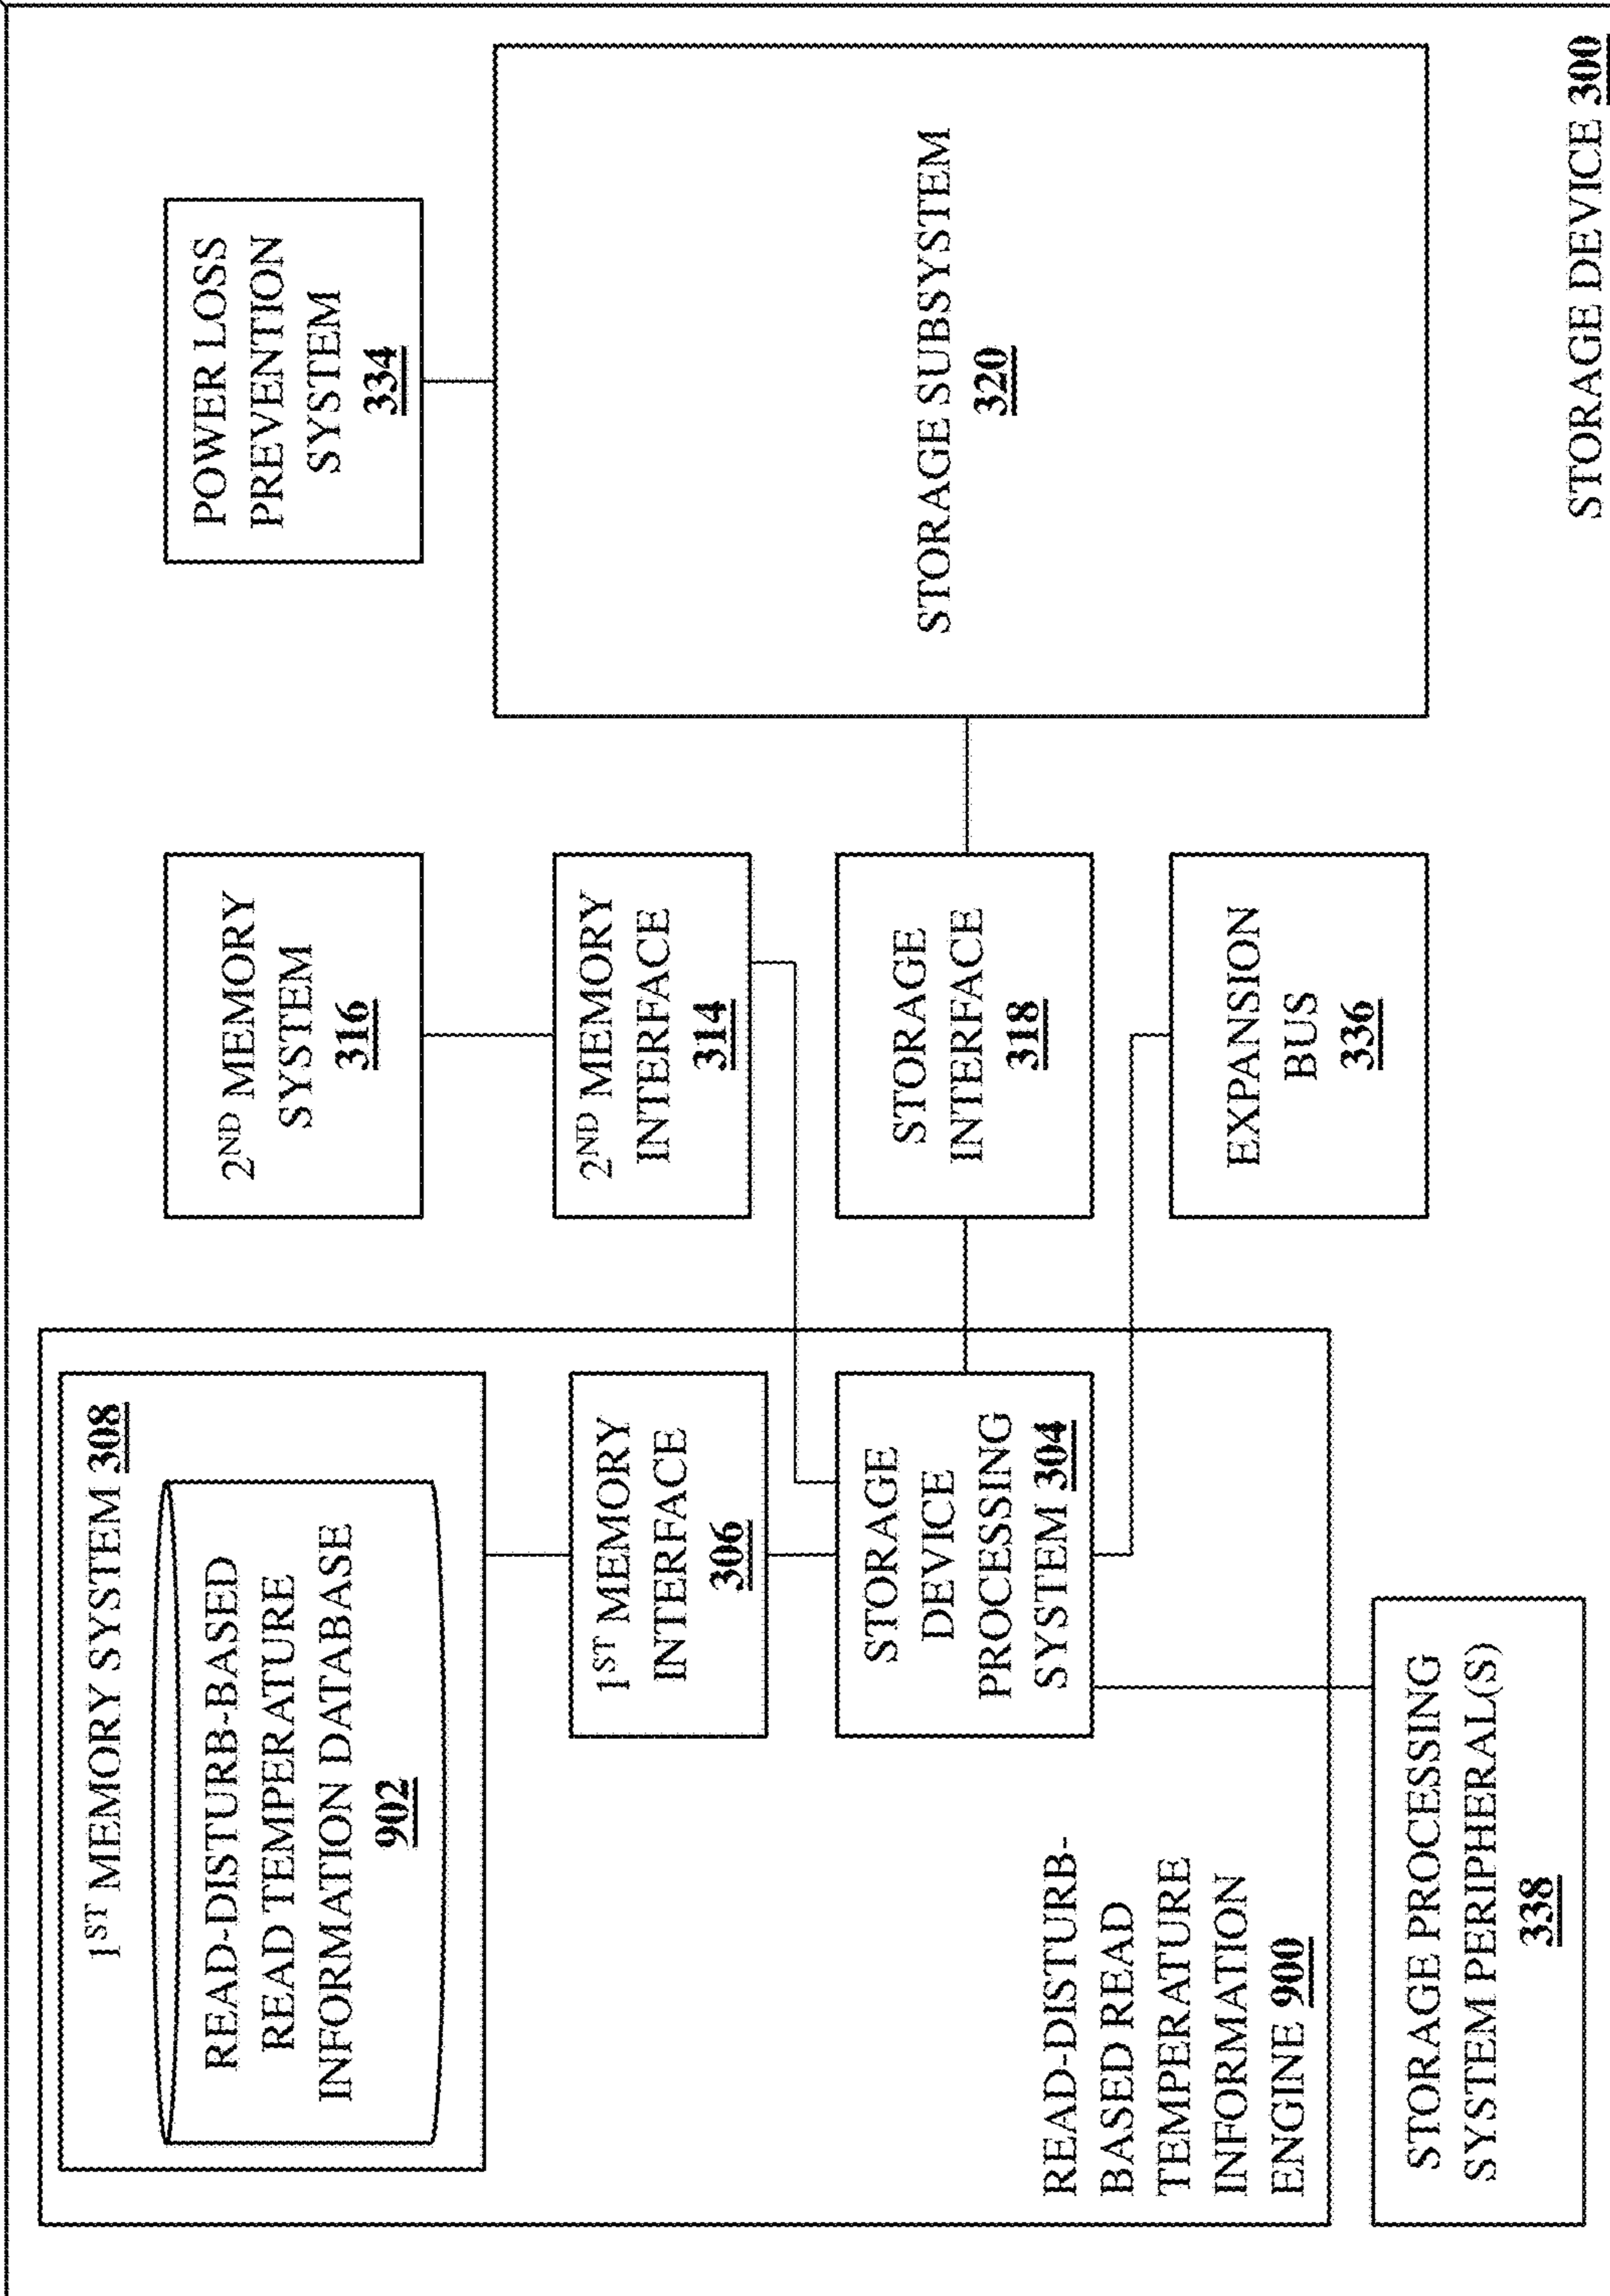 1ST MEMORY SYSTEM 308
READ-DISTURB-BASED
READ TEMPERATURE
INFORMATION DATABASE
902
1ST MEMORY
INTERFACE
306
STORAGE
DEVICE
PROCESSING
SYSTEM 304
READ-DISTURB-
BASED READ
TEMPERATURE
INFORMATION
ENGINE 900
STORAGE PROCESSING
SYSTEM PERIPHERAL(S)
338
2ND MEMORY
SYSTEM
316
2ND MEMORY
INTERFACE
314
STORAGE
INTERFACE
318
EXPANSION
BUS
336
POWER LOSS
PREVENTION
SYSTEM
334
STORAGE SUBSYSTEM
320
STORAGE DEVICE 300